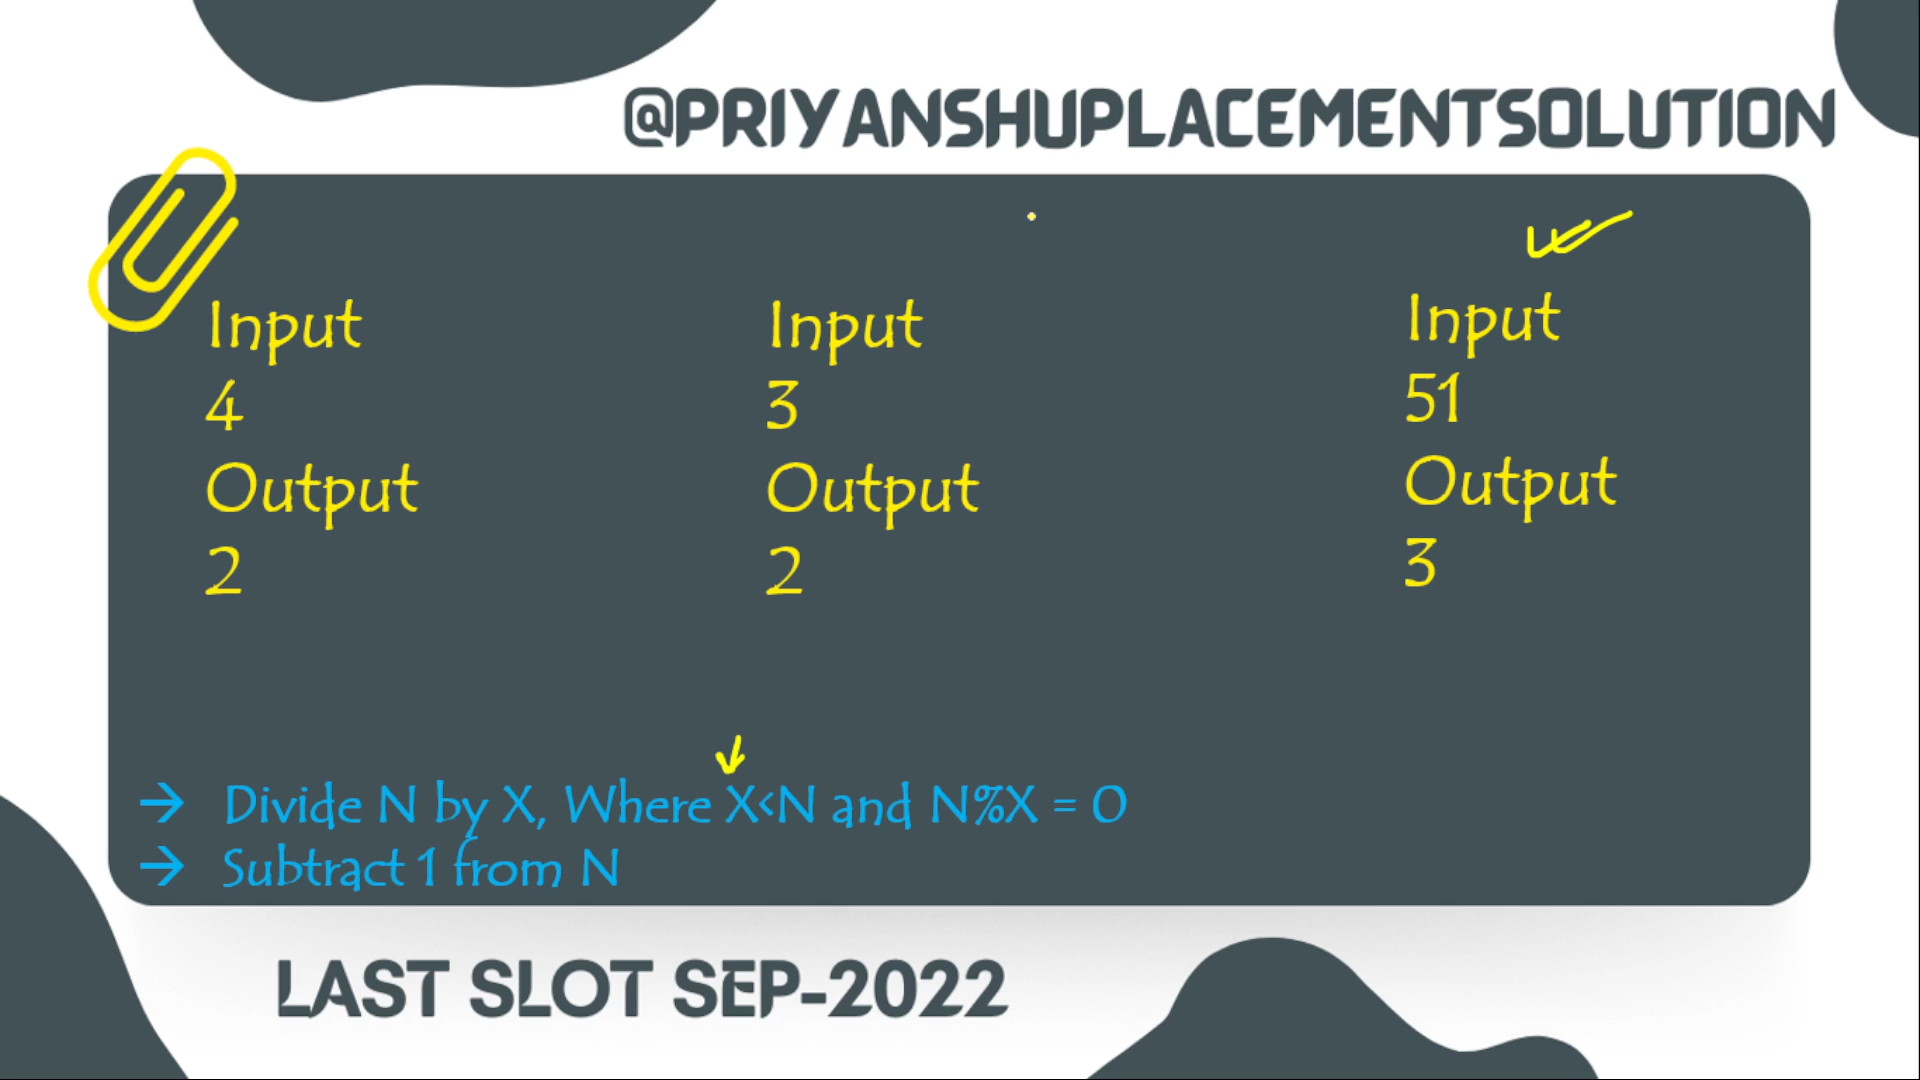 @PRIYANSHUPLACEMENTSOLUTION
Input
4
Output
2
Input
3
Output
2
Input
51
Output
3
→ Divide N by X, Where X<N and N%X = 0
→ Subtract 1 from N
LAST SLOT SEP-2022